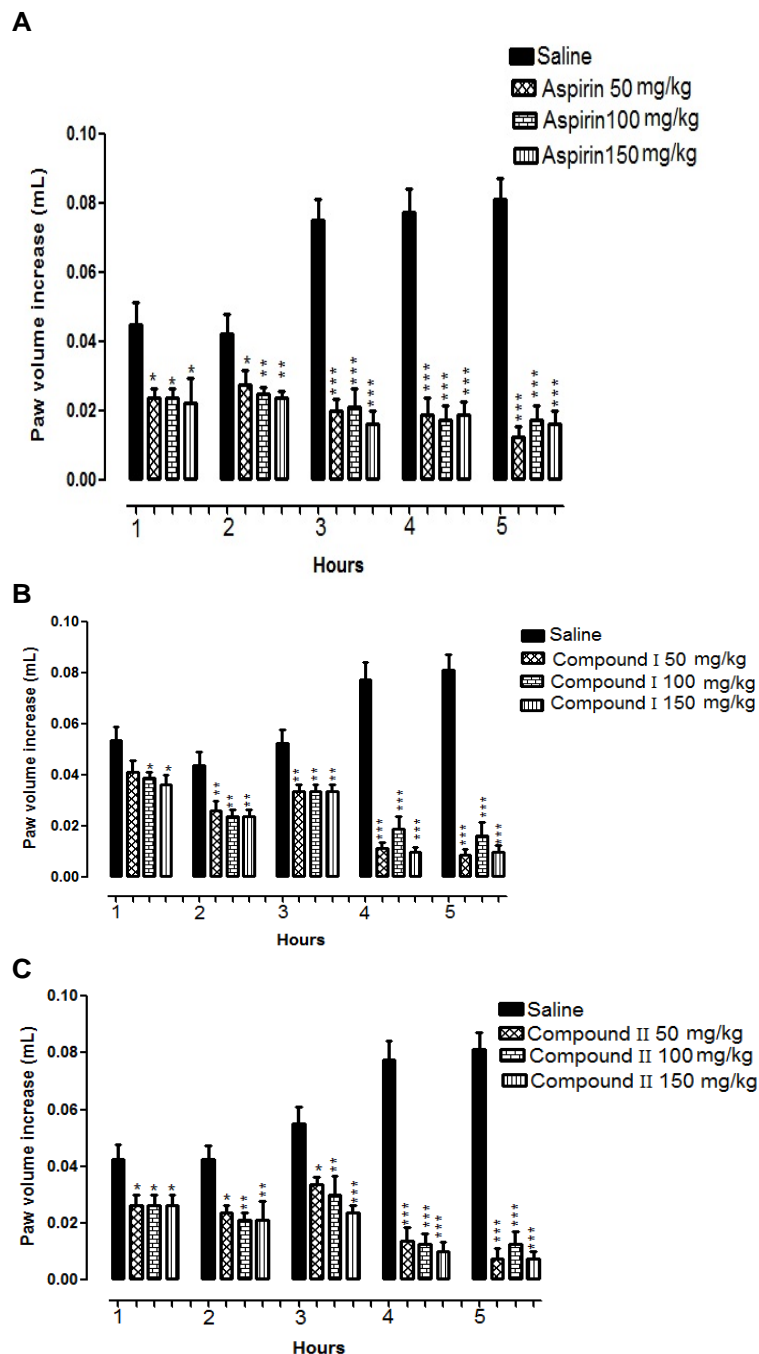 A
Saline
Aspirin 50 mg/kg
Aspirin100 mg/kg
Aspirin150 mg/kg
Paw volume increase (mL)
0.10
0.08
0.06
0.04
0.02
0.00
* * *
* ** **
*** *** ***
*** *** ***
*** *** ***
1 2 3 4 5
Hours
B
Saline
Compound I 50 mg/kg
Compound I 100 mg/kg
Compound I 150 mg/kg
Paw volume increase (mL)
0.10
0.08
0.06
0.04
0.02
0.00
* *
** ** **
** ** **
*** *** ***
*** *** ***
1 2 3 4 5
Hours
C
Saline
Compound II 50 mg/kg
Compound II 100 mg/kg
Compound II 150 mg/kg
Paw volume increase (mL)
0.10
0.08
0.06
0.04
0.02
0.00
* * *
* ** **
* ** ***
*** *** ***
*** *** ***
1 2 3 4 5
Hours